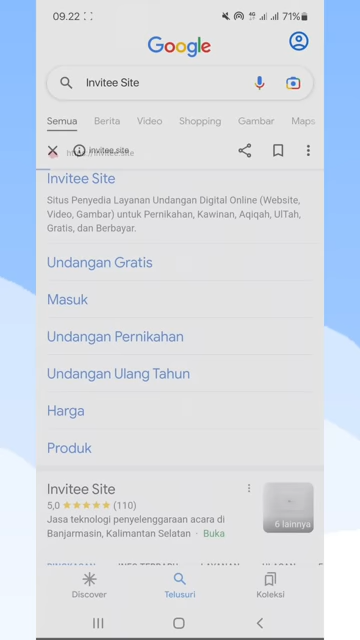 09.22
71%
Google
Invitee Site
Semua Berita Video Shopping Gambar Maps
invitee.site
Invitee Site
Situs Penyedia Layanan Undangan Digital Online (Website,
Video, Gambar) untuk Pernikahan, Kawinan, Aqiqah, UlTah,
Gratis, dan Berbayar.
Undangan Gratis
Masuk
Undangan Pernikahan
Undangan Ulang Tahun
Harga
Produk
Invitee Site
5,0 (110)
Jasa teknologi penyelenggaraan acara di
Banjarmasin, Kalimantan Selatan · Buka
6 lainnya
Discover Telusuri Koleksi